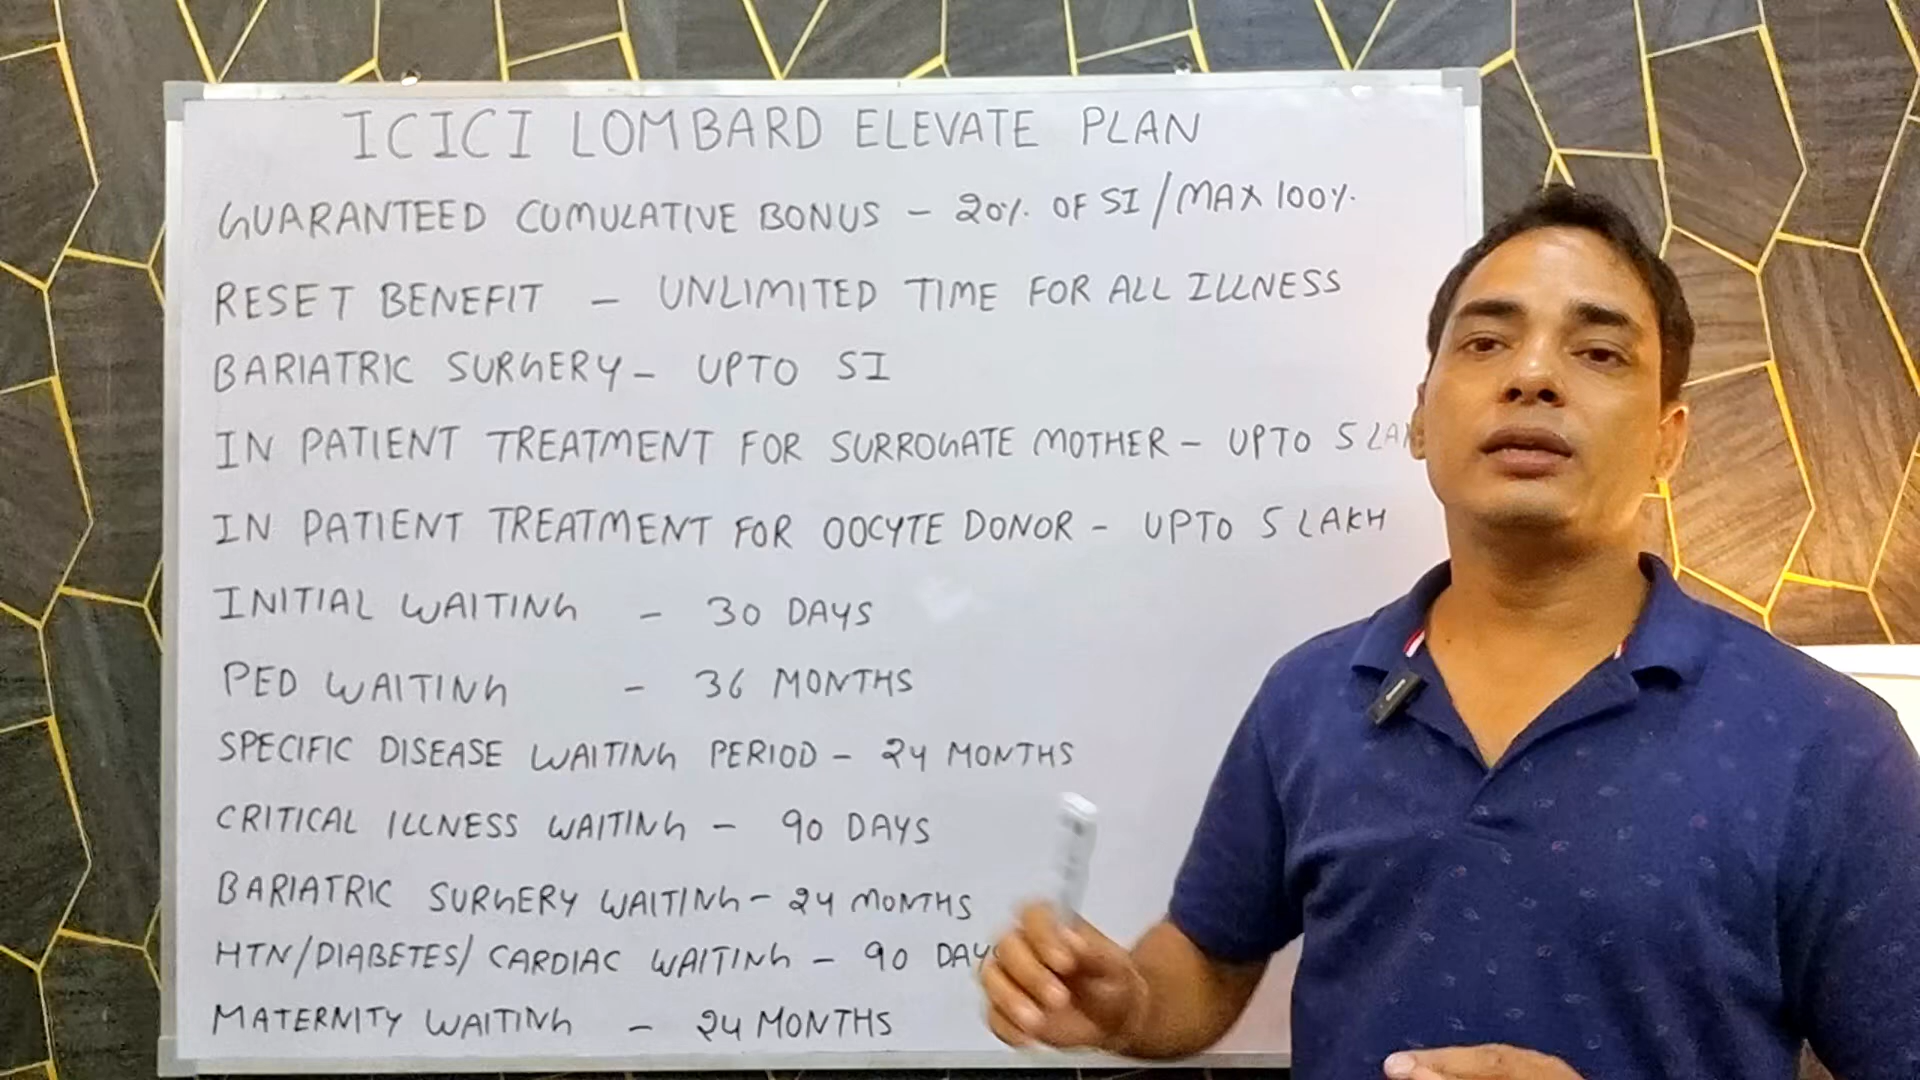 ICICI LOMBARD ELEVATE PLAN
GUARANTEED CUMULATIVE BONUS - 20% OF SI/MAX 100%.
RESET BENEFIT - UNLIMITED TIME FOR ALL ILLNESS
BARIATRIC SURGERY - UPTO SI
IN PATIENT TREATMENT FOR SURROGATE MOTHER - UPTO 5
IN PATIENT TREATMENT FOR OOCYTE DONOR - UPTO 5 LAKH
INITIAL WAITING - 30 DAYS
PED WAITING - 36 MONTHS
SPECIFIC DISEASE WAITING PERIOD - 24 MONTHS
CRITICAL ILLNESS WAITING - 90 DAYS
BARIATRIC SURGERY WAITING - 24 MONTHS
HTN/DIABETES/CARDIAC WAITING - 90
MATERNITY WAITING - 24 MONTHS